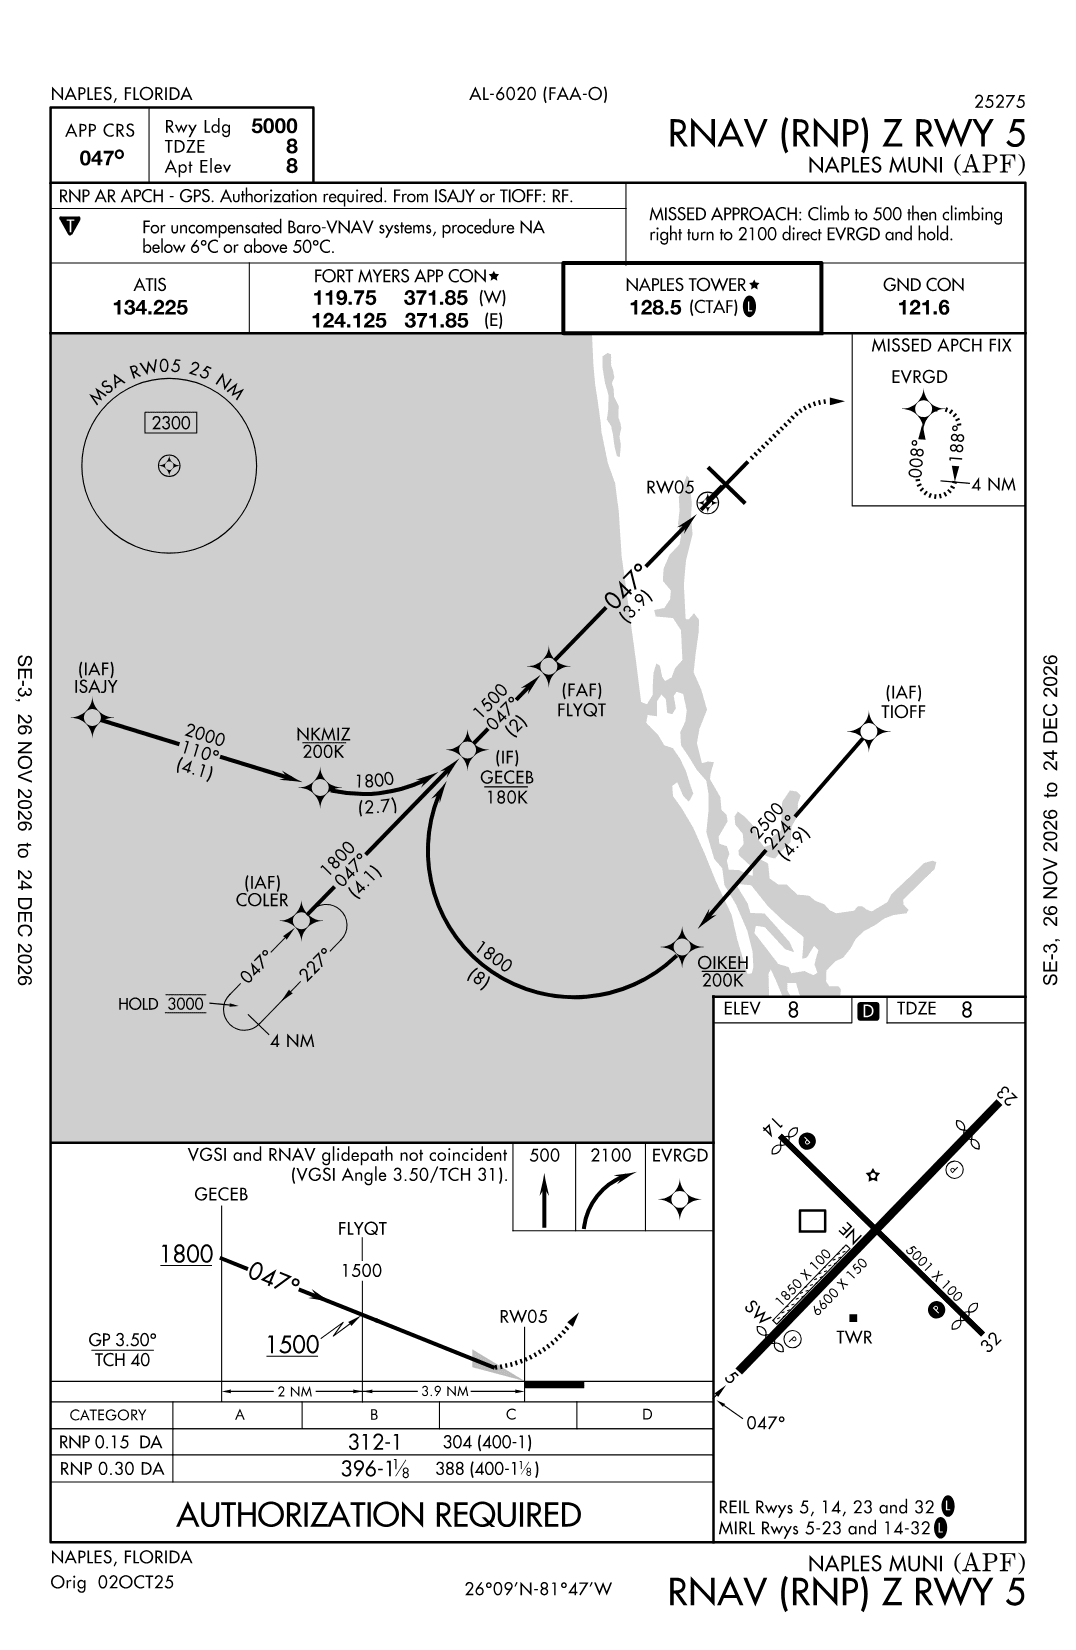 NAPLES, FLORIDA
AL-6020 (FAA-O)
25275
RNAV (RNP) Z RWY 5
NAPLES MUNI (APF)
APP CRS
047°
Rwy Ldg 5000
TDZE 8
Apt Elev 8
RNP AR APCH - GPS. Authorization required. From ISAJY or TIOFF: RF.
T
For uncompensated Baro-VNAV systems, procedure NA
below 6°C or above 50°C.
MISSED APPROACH: Climb to 500 then climbing
right turn to 2100 direct EVRGD and hold.
ATIS
134.225
FORT MYERS APP CON★
119.75 371.85 (W)
124.125 371.85 (E)
NAPLES TOWER★
128.5 (CTAF) L
GND CON
121.6
MSA RW05 25 NM
2300
MISSED APCH FIX
EVRGD
008°
188°
4 NM
RW05
047°
(3.9)
(FAF)
FLYQT
1500
047°
(2)
(IF)
GECEB
180K
(IAF)
ISAJY
2000
110°
(4.1)
NKMIZ
200K
1800
(2.7)
(IAF)
TIOFF
2500
224°
(4.9)
1800
047°
(4.1)
(IAF)
COLER
047°
227°
HOLD 3000
4 NM
1800
(8)
OIKEH
200K
SE-3, 26 NOV 2026 to 24 DEC 2026
SE-3, 26 NOV 2026 to 24 DEC 2026
ELEV 8
D
TDZE 8
14
P
23
P
NE
1850 X 100
6600 X 150
5001 X 100
SW
P
P
TWR
32
5
047°
REIL Rwys 5, 14, 23 and 32 L
MIRL Rwys 5-23 and 14-32 L
VGSI and RNAV glidepath not coincident
(VGSI Angle 3.50/TCH 31).
500
2100
EVRGD
GECEB
FLYQT
1800
047°
1500
1500
RW05
GP 3.50°
TCH 40
2 NM
3.9 NM
CATEGORY A B C D
RNP 0.15 DA 312-1 304 (400-1)
RNP 0.30 DA 396-1⅛ 388 (400-1⅛)
AUTHORIZATION REQUIRED
NAPLES, FLORIDA
Orig 02OCT25
26°09'N-81°47'W
NAPLES MUNI (APF)
RNAV (RNP) Z RWY 5